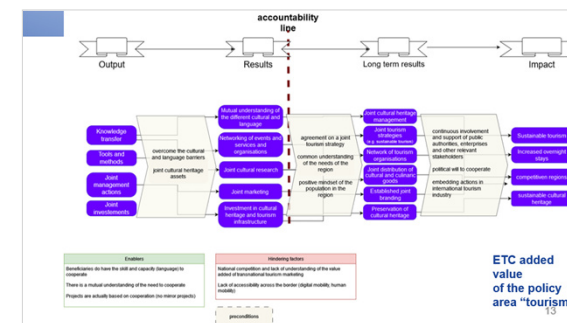 accountability
line
Output
Results
Long term results
Impact
Knowledge
transfer
Tools and
methods
Joint
management
actions
Joint
investements
overcome the cultural
and language barriers
joint cultural heritage
assets
Mutual understanding of
the different cultural and
language
Networking of events and
services and
organisations
Joint cultural research
Joint marketing
Investment in cultural
heritage and tourism
infrastructure
agreement on a joint
tourism strategy
common understanding
of the needs of the
region
positive mindset of the
population in the
region
Joint cultural heritage
management
Joint tourism
strategies
(e.g. sustainable tourism)
Network of tourism
organisations
Joint distribution of
cultural and culinaric
goods
Established joint
branding
Preservation of
cultural heritage
continuous involvement
and support of public
authorities, enterprises
and other relevant
stakeholders
political will to cooperate
embedding actions in
international tourism
industry
Sustainable tourism
Increased overnight
stays
competitiven regions
sustainable cultural
heritage
Enablers
Beneficiaries do have the skill and capacity (language) to
cooperate
There is a mutual understanding of the need to cooperate
Projects are actually based on cooperation (no mirror projects)
Hindering factors
National competition and lack of understanding of the value
added of transnational tourism marketing
Lack of accessibility across the border (digital mobility, human
mobility)
preconditions
ETC added
value
of the policy
area “tourism
13